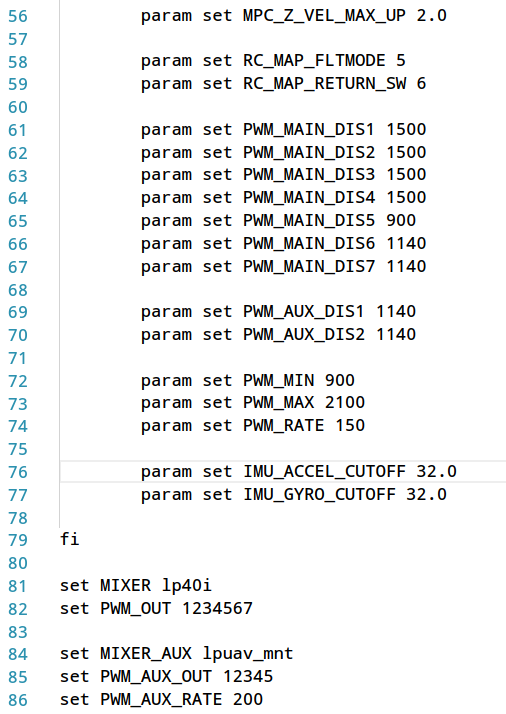 56 param set MPC_Z_VEL_MAX_UP 2.0
57
58 param set RC_MAP_FLTMODE 5
59 param set RC_MAP_RETURN_SW 6
60
61 param set PWM_MAIN_DIS1 1500
62 param set PWM_MAIN_DIS2 1500
63 param set PWM_MAIN_DIS3 1500
64 param set PWM_MAIN_DIS4 1500
65 param set PWM_MAIN_DIS5 900
66 param set PWM_MAIN_DIS6 1140
67 param set PWM_MAIN_DIS7 1140
68
69 param set PWM_AUX_DIS1 1140
70 param set PWM_AUX_DIS2 1140
71
72 param set PWM_MIN 900
73 param set PWM_MAX 2100
74 param set PWM_RATE 150
75
76 param set IMU_ACCEL_CUTOFF 32.0
77 param set IMU_GYRO_CUTOFF 32.0
78
79 fi
80
81 set MIXER lp40i
82 set PWM_OUT 1234567
83
84 set MIXER_AUX lpuav_mnt
85 set PWM_AUX_OUT 12345
86 set PWM_AUX_RATE 200